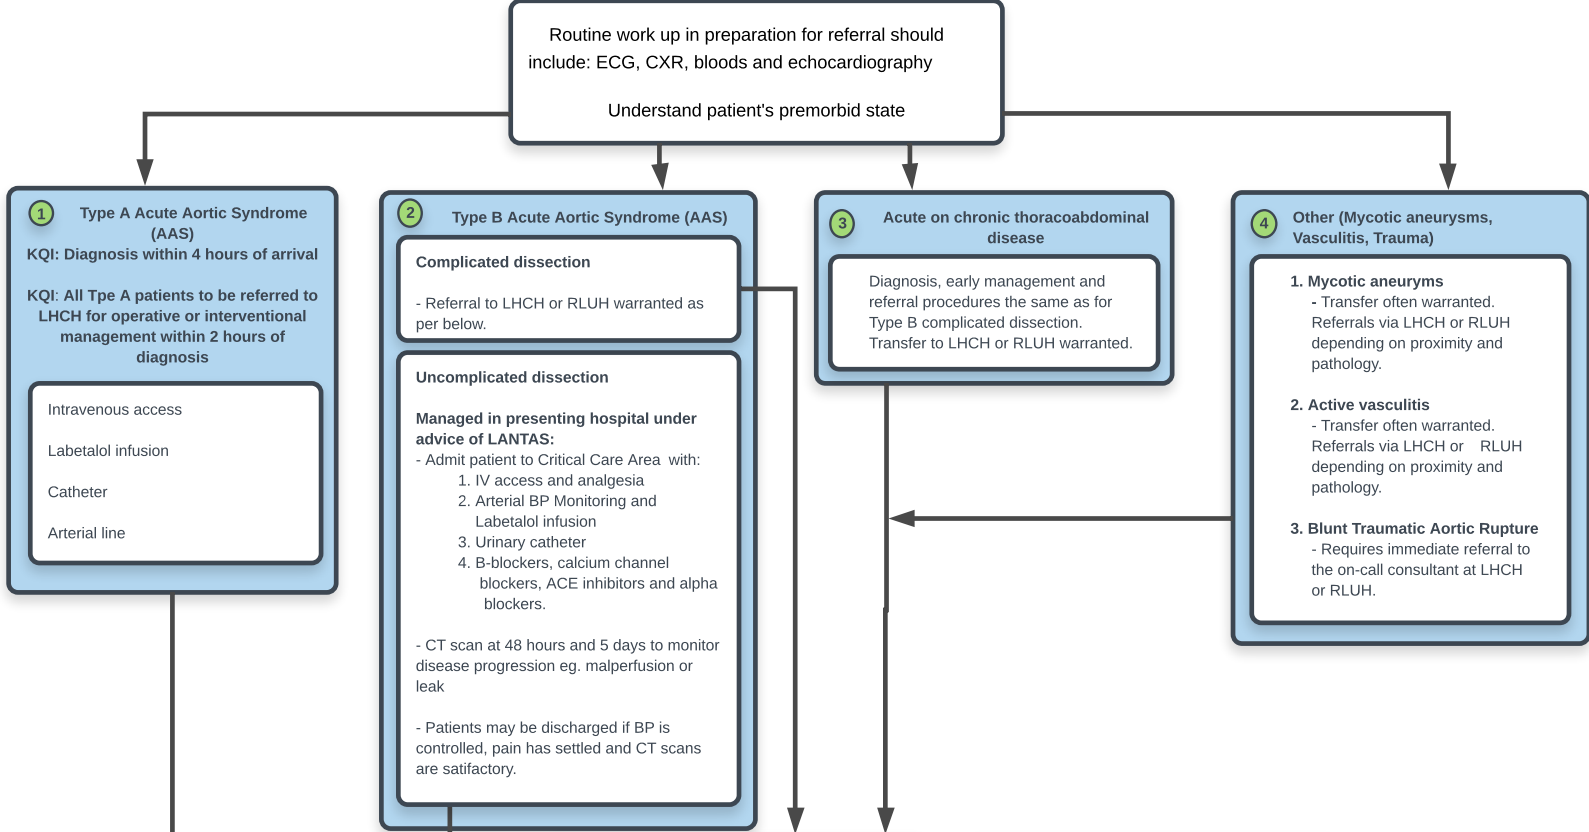 Routine work up in preparation for referral should
include: ECG, CXR, bloods and echocardiography
Understand patient's premorbid state
1
Type A Acute Aortic Syndrome
(AAS)
KQI: Diagnosis within 4 hours of arrival
KQI: All Tpe A patients to be referred to
LHCH for operative or interventional
management within 2 hours of
diagnosis
Intravenous access
Labetalol infusion
Catheter
Arterial line
2
Type B Acute Aortic Syndrome (AAS)
Complicated dissection
- Referral to LHCH or RLUH warranted as
per below.
Uncomplicated dissection
Managed in presenting hospital under
advice of LANTAS:
- Admit patient to Critical Care Area with:
1. IV access and analgesia
2. Arterial BP Monitoring and
Labetalol infusion
3. Urinary catheter
4. B-blockers, calcium channel
blockers, ACE inhibitors and alpha
blockers.
- CT scan at 48 hours and 5 days to monitor
disease progression eg. malperfusion or
leak
- Patients may be discharged if BP is
controlled, pain has settled and CT scans
are satifactory.
3
Acute on chronic thoracoabdominal
disease
Diagnosis, early management and
referral procedures the same as for
Type B complicated dissection.
Transfer to LHCH or RLUH warranted.
4
Other (Mycotic aneurysms,
Vasculitis, Trauma)
1. Mycotic aneuryms
- Transfer often warranted.
Referrals via LHCH or RLUH
depending on proximity and
pathology.
2. Active vasculitis
- Transfer often warranted.
Referrals via LHCH or RLUH
depending on proximity and
pathology.
3. Blunt Traumatic Aortic Rupture
- Requires immediate referral to
the on-call consultant at LHCH
or RLUH.